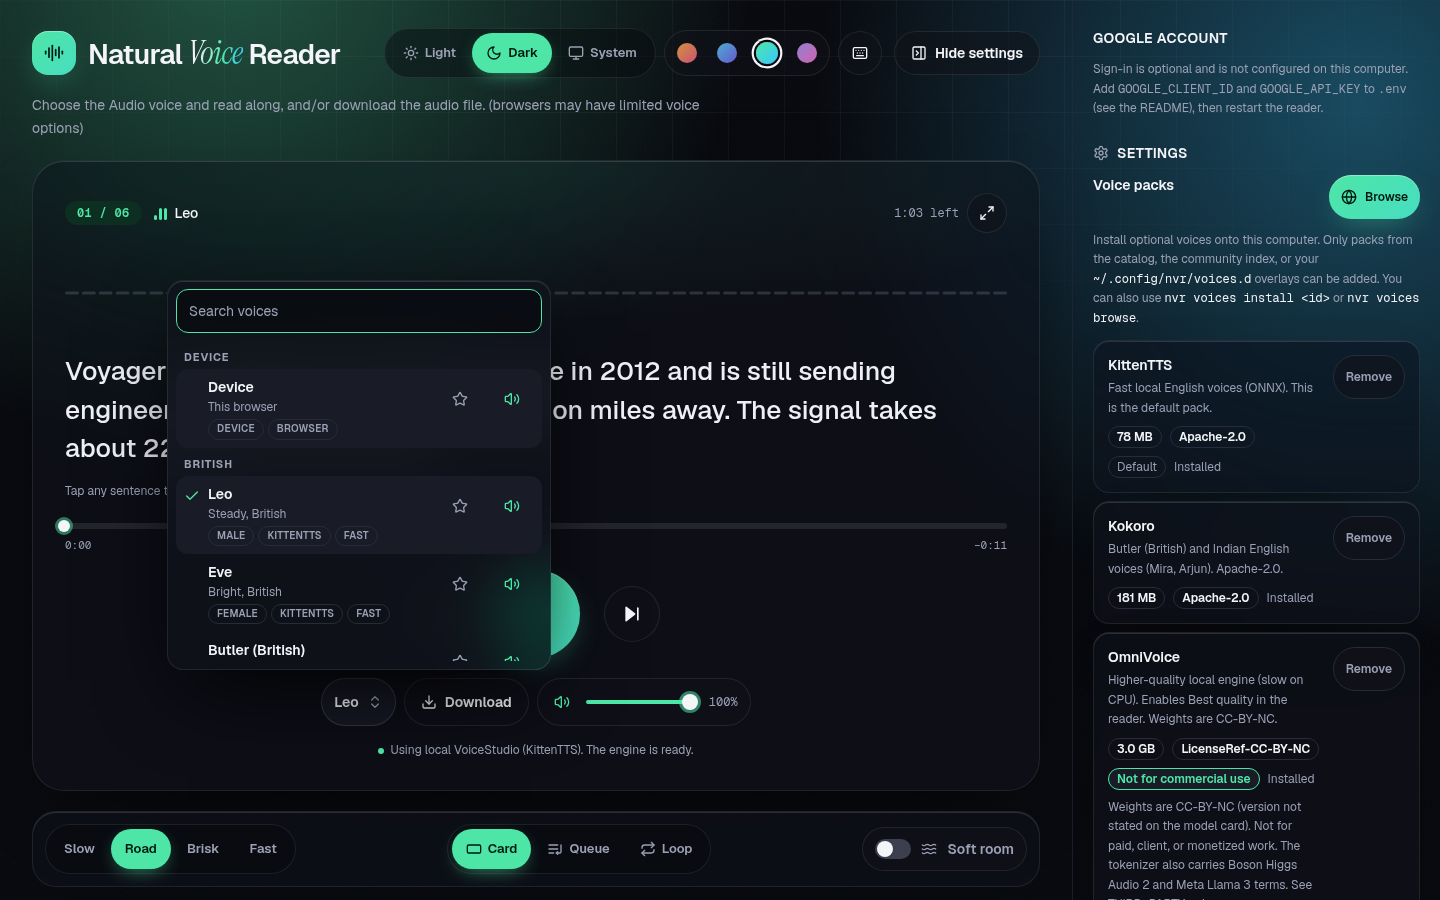 Natural Voice Reader
Light
Dark
System
Hide settings
Choose the Audio voice and read along, and/or download the audio file. (browsers may have limited voice
options)
01 / 06
Leo
1:03 left
Search voices
Voyager
e in 2012 and is still sending
engineer
on miles away. The signal takes
about 22
Tap any sentence t
0:00
−0:11
DEVICE
Device
This browser
DEVICE
BROWSER
BRITISH
Leo
Steady, British
MALE
KITTENTTS
FAST
Eve
Bright, British
FEMALE
KITTENTTS
FAST
Butler (British)
Leo
Download
100%
Using local VoiceStudio (KittenTTS). The engine is ready.
Slow
Road
Brisk
Fast
Card
Queue
Loop
Soft room
GOOGLE ACCOUNT
Sign-in is optional and is not configured on this computer.
Add GOOGLE_CLIENT_ID and GOOGLE_API_KEY to .env
(see the README), then restart the reader.
SETTINGS
Voice packs
Browse
Install optional voices onto this computer. Only packs from
the catalog, the community index, or your
~/.config/nvr/voices.d overlays can be added. You
can also use nvr voices install <id> or nvr voices
browse.
KittenTTS
Remove
Fast local English voices (ONNX). This
is the default pack.
78 MB
Apache-2.0
Default
Installed
Kokoro
Remove
Butler (British) and Indian English
voices (Mira, Arjun). Apache-2.0.
181 MB
Apache-2.0
Installed
OmniVoice
Remove
Higher-quality local engine (slow on
CPU). Enables Best quality in the
reader. Weights are CC-BY-NC.
3.0 GB
LicenseRef-CC-BY-NC
Not for commercial use
Installed
Weights are CC-BY-NC (version not
stated on the model card). Not for
paid, client, or monetized work. The
tokenizer also carries Boson Higgs
Audio 2 and Meta Llama 3 terms. See